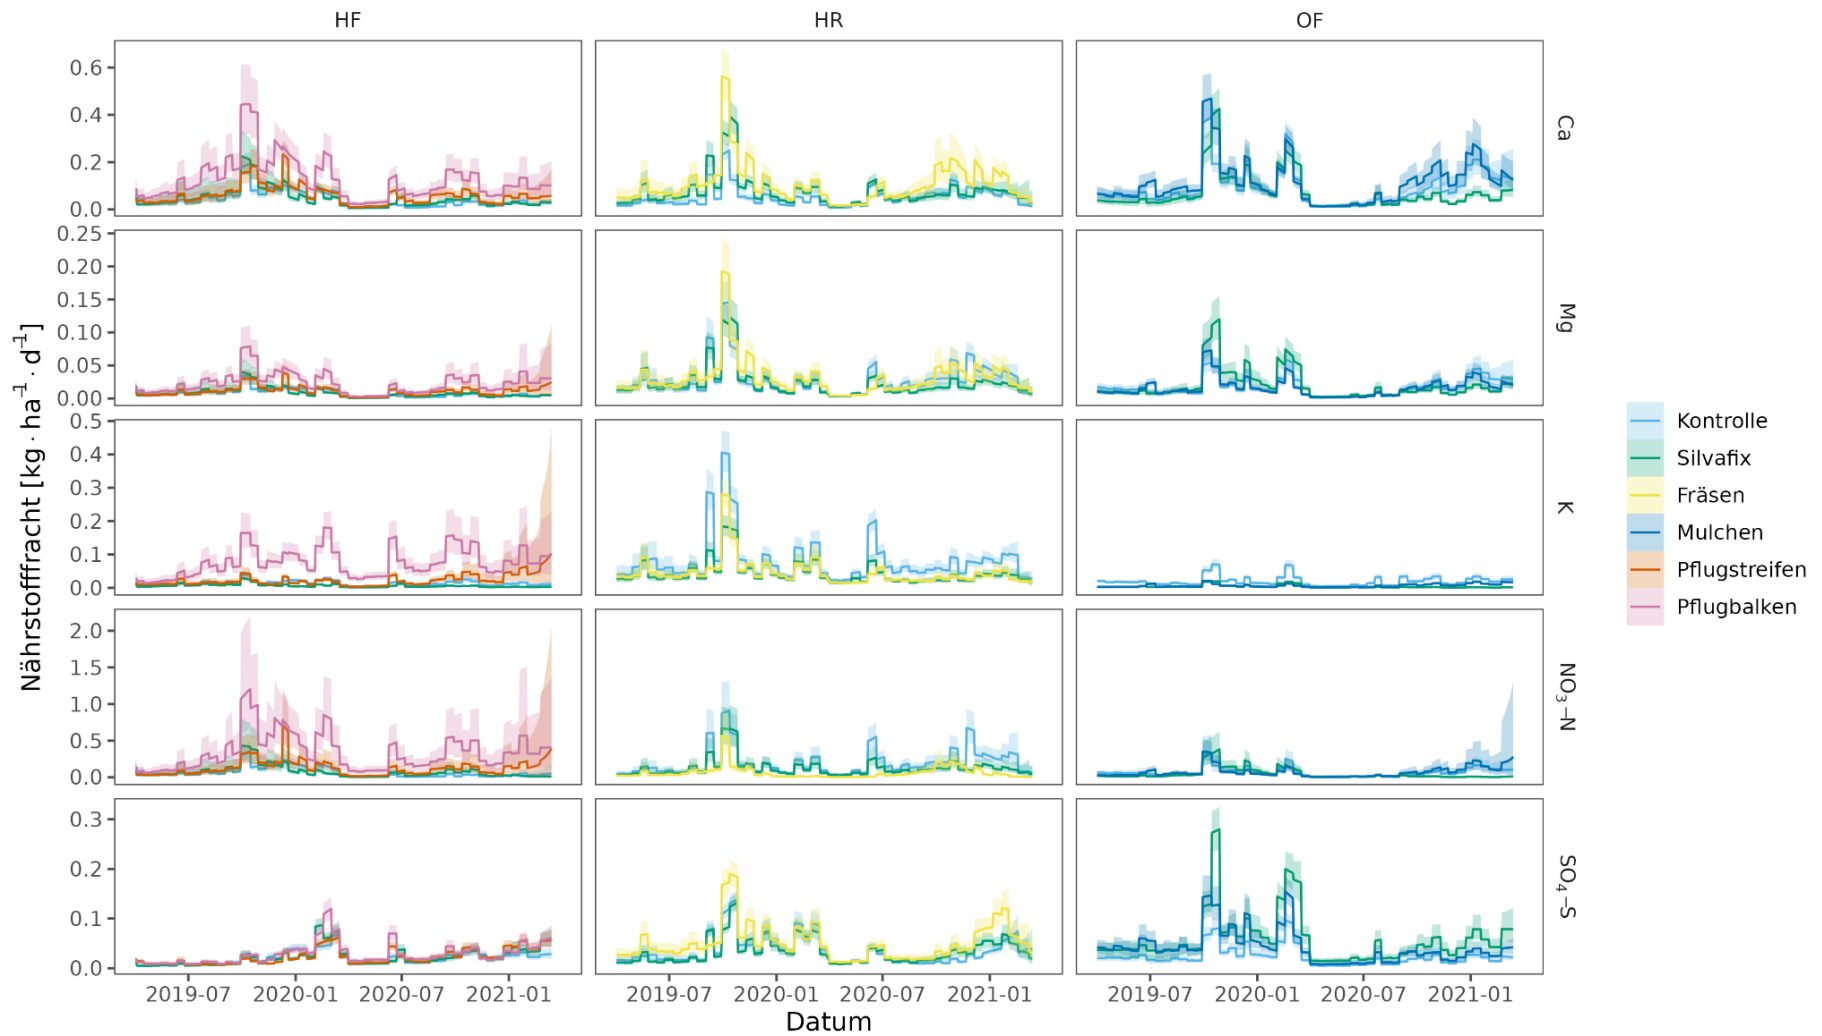 HF HR OF
Nährstofffracht [kg · ha⁻¹ · d⁻¹]
0.6
0.4
0.2
0.0
Ca
0.25
0.20
0.15
0.10
0.05
0.00
Mg
0.5
0.4
0.3
0.2
0.1
0.0
K
2.0
1.5
1.0
0.5
0.0
NO₃–N
0.3
0.2
0.1
0.0
SO₄–S
2019-07 2020-01 2020-07 2021-01 2019-07 2020-01 2020-07 2021-01 2019-07 2020-01 2020-07 2021-01
Datum
Kontrolle
Silvafix
Fräsen
Mulchen
Pflugstreifen
Pflugbalken